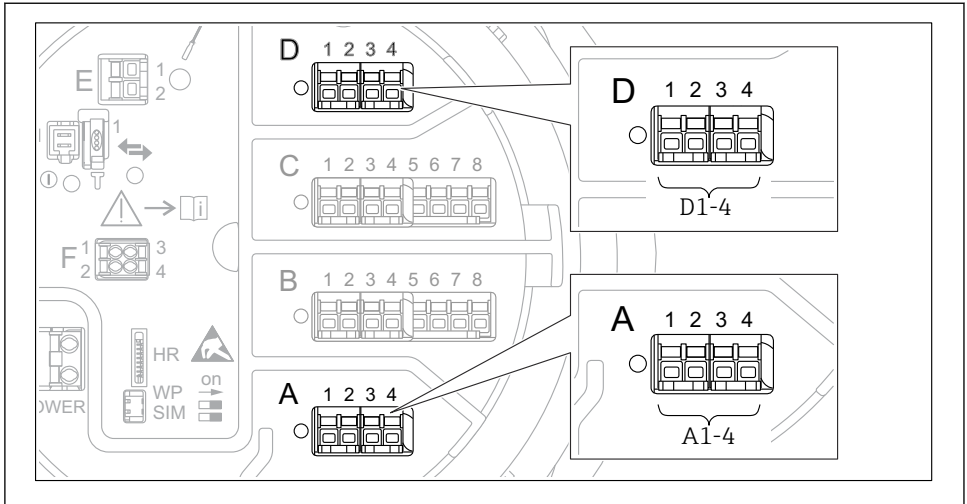 D 1 2 3 4
E 1
2
D 1 2 3 4
D1-4
1
C 1 2 3 4 5 6 7 8
i
F 1 3
2 4
B 1 2 3 4 5 6 7 8
A 1 2 3 4
A1-4
HR
WP on
SIM
OWER
A 1 2 3 4